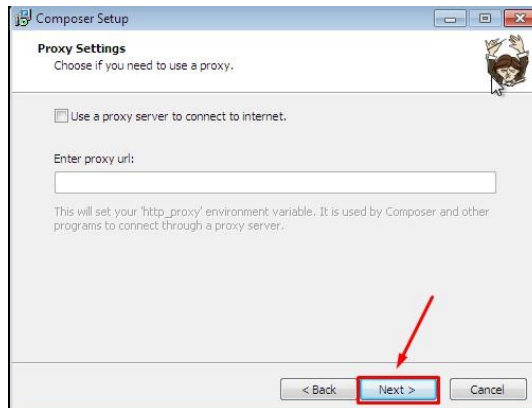 Composer Setup
Proxy Settings
Choose if you need to use a proxy.
Use a proxy server to connect to internet.
Enter proxy url:
This will set your 'http_proxy' environment variable. It is used by Composer and other
programs to connect through a proxy server.
< Back Next > Cancel